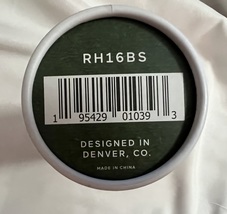 RH16BS
1 95429 01039 3
DESIGNED IN
DENVER, CO.
MADE IN CHINA